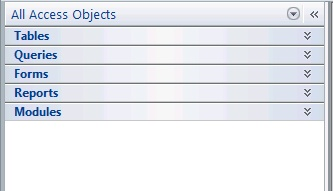 All Access Objects
Tables
Queries
Forms
Reports
Modules